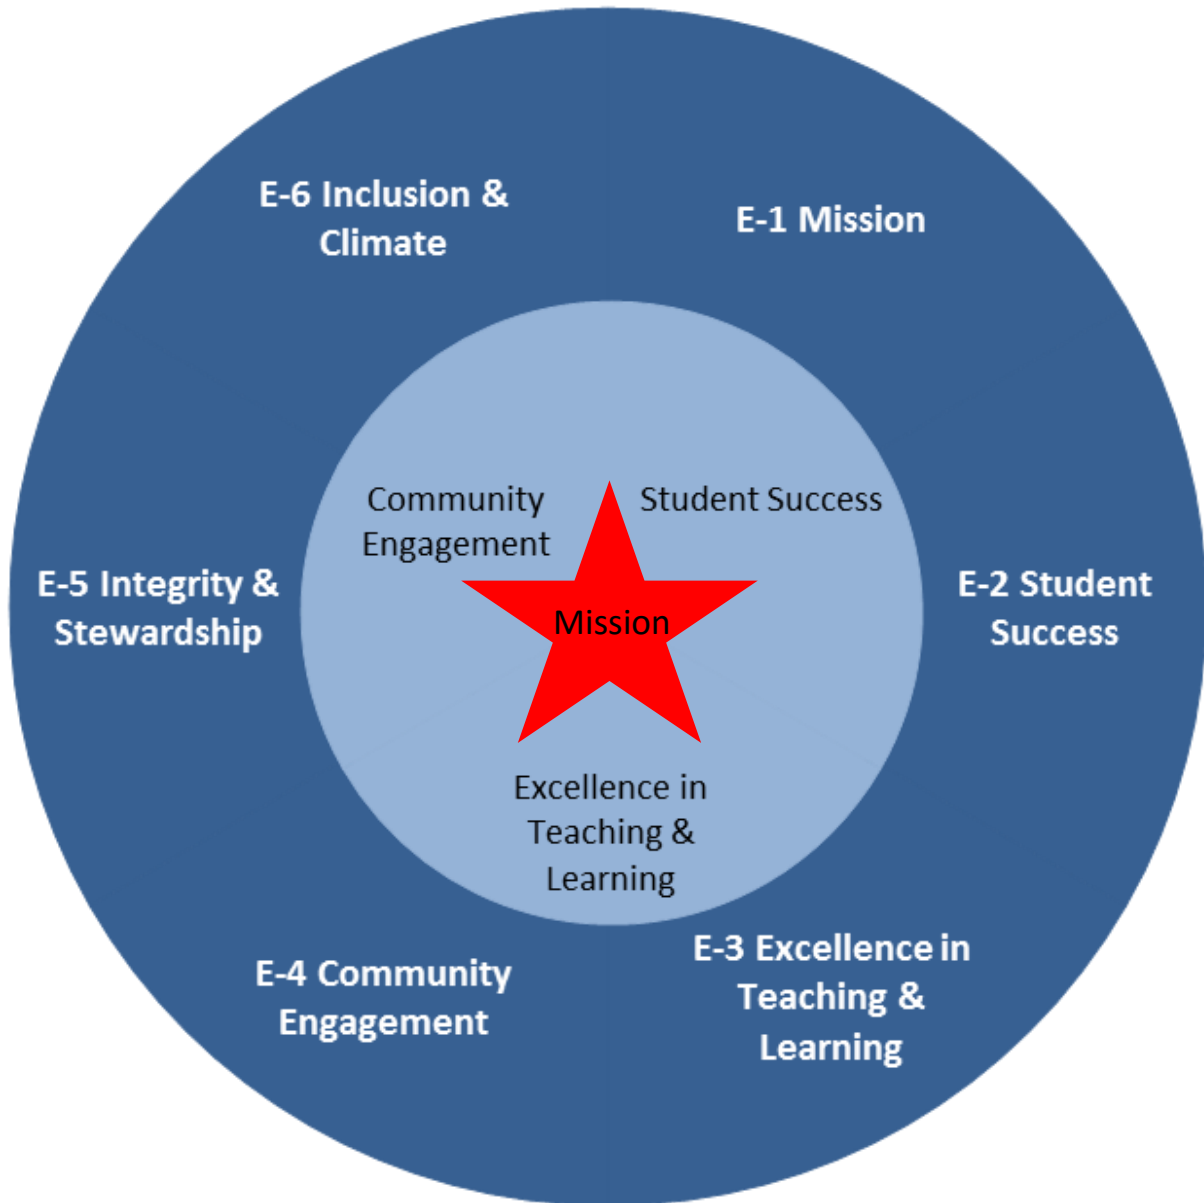 E-6 Inclusion &
Climate
E-1 Mission
Community
Engagement
Student Success
E-5 Integrity &
Stewardship
Mission
E-2 Student
Success
Excellence in
Teaching &
Learning
E-4 Community
Engagement
E-3 Excellence in
Teaching &
Learning